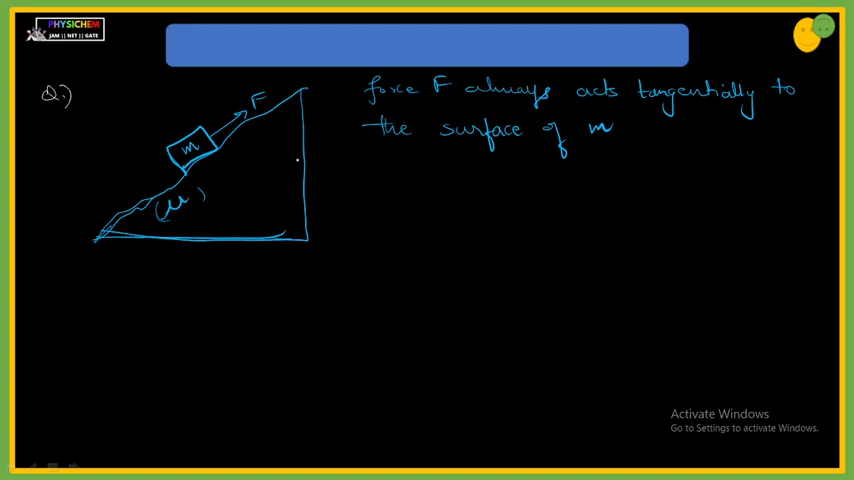 PHYSICHEM
JAM || NET || GATE
Q.)
F
force F always acts tangentially to
the surface of m
m
(μ)
Activate Windows
Go to Settings to activate Windows.